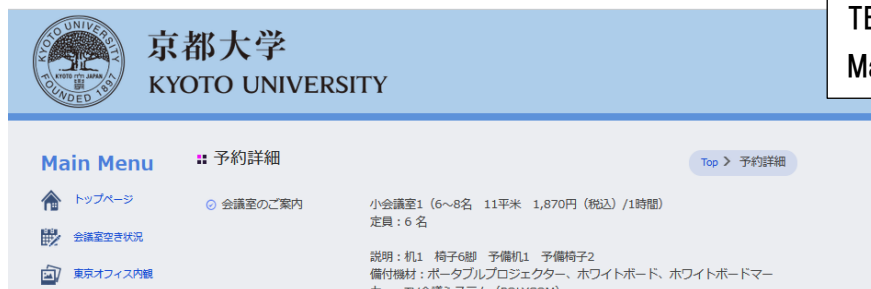 京都大学
KYOTO UNIVERSITY
KYOTO UNIVERSITY
FOUNDED 1897
Main Menu
予約詳細
Top > 予約詳細
トップページ
会議室のご案内
小会議室1（6～8名 11平米 1,870円（税込）/1時間）
定員：6 名
会議室空き状況
説明：机1 椅子6脚 予備机1 予備椅子2
東京オフィス内観
備付機材：ポータブルプロジェクター、ホワイトボード、ホワイトボードマー